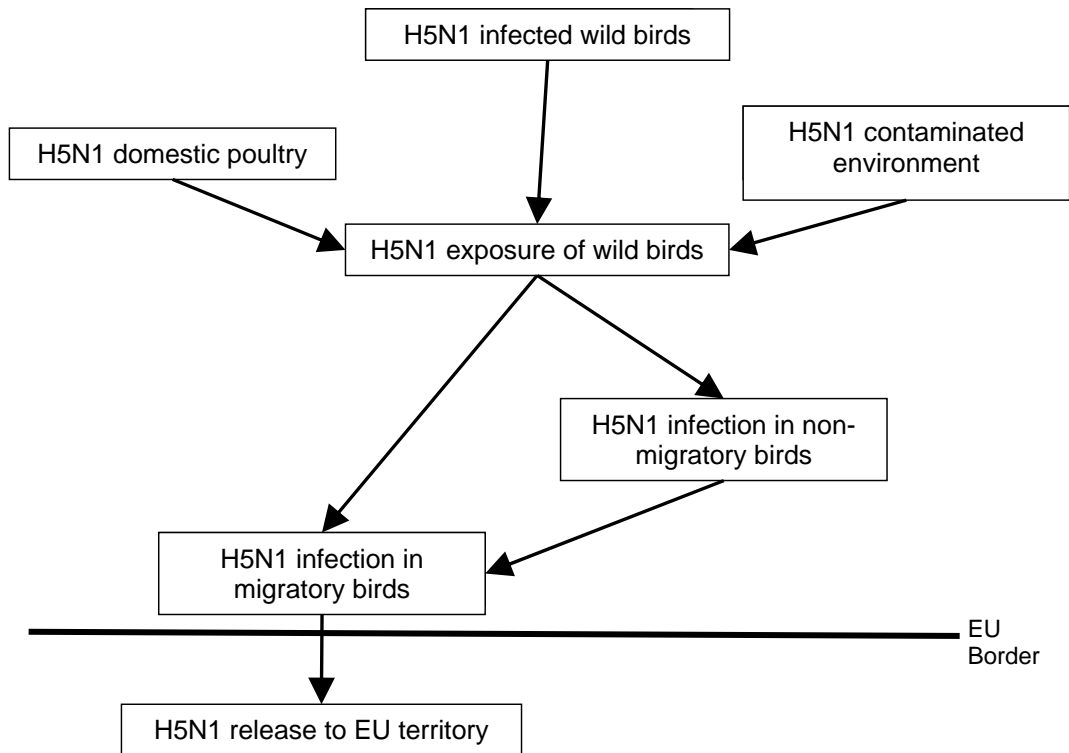 H5N1 infected wild birds
H5N1 domestic poultry
H5N1 contaminated
environment
H5N1 exposure of wild birds
H5N1 infection in non-
migratory birds
H5N1 infection in
migratory birds
EU
Border
H5N1 release to EU territory